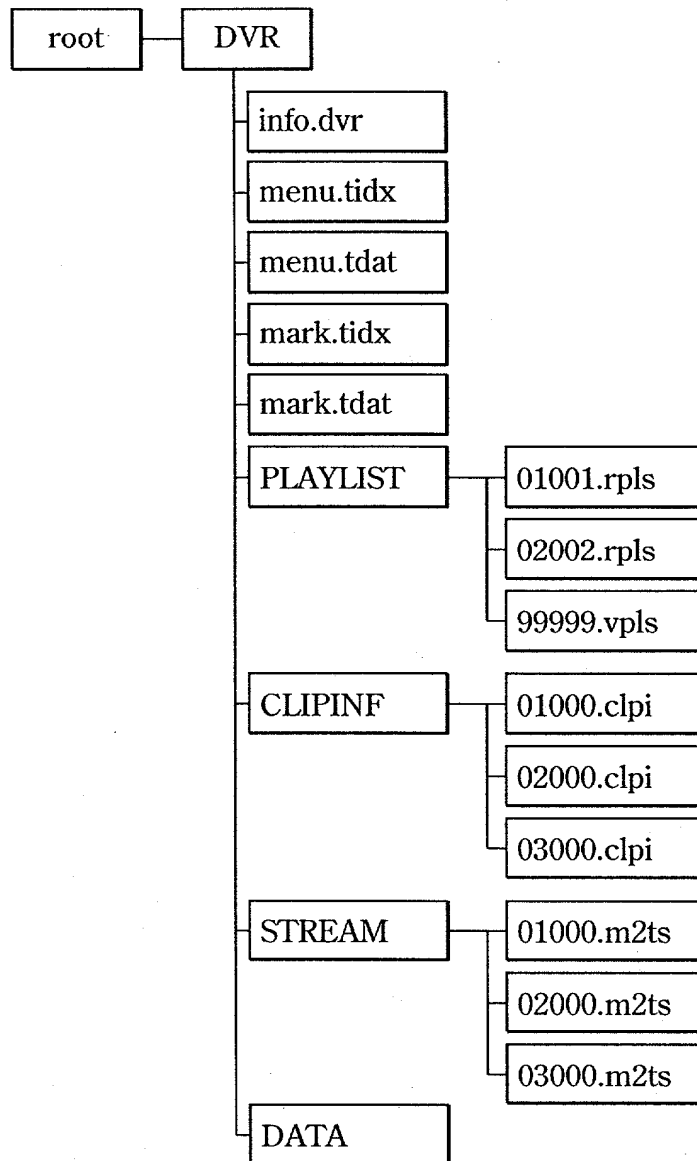 root DVR
info.dvr
menu.tidx
menu.tdat
mark.tidx
mark.tdat
PLAYLIST 01001.rpls
02002.rpls
99999.vpls
CLIPINF 01000.clpi
02000.clpi
03000.clpi
STREAM 01000.m2ts
02000.m2ts
03000.m2ts
DATA